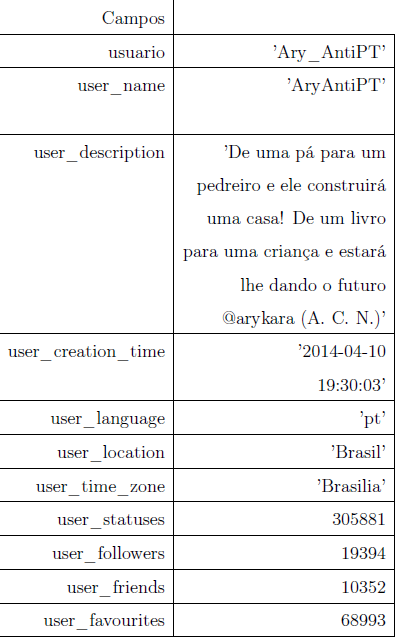 Campos
usuario 'Ary_AntiPT'
user_name 'AryAntiPT'
user_description 'De uma pá para um
pedreiro e ele construirá
uma casa! De um livro
para uma criança e estará
lhe dando o futuro
@arykara (A. C. N.)'
user_creation_time '2014-04-10
19:30:03'
user_language 'pt'
user_location 'Brasil'
user_time_zone 'Brasilia'
user_statuses 305881
user_followers 19394
user_friends 10352
user_favourites 68993